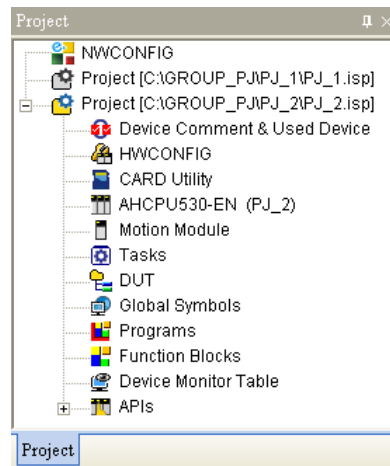 Project
NWCONFIG
Project [C:\GROUP_PJ\PJ_1\PJ_1.isp]
Project [C:\GROUP_PJ\PJ_2\PJ_2.isp]
Device Comment & Used Device
HWCONFIG
CARD Utility
AHCPU530-EN (PJ_2)
Motion Module
Tasks
DUT
Global Symbols
Programs
Function Blocks
Device Monitor Table
APIs
Project